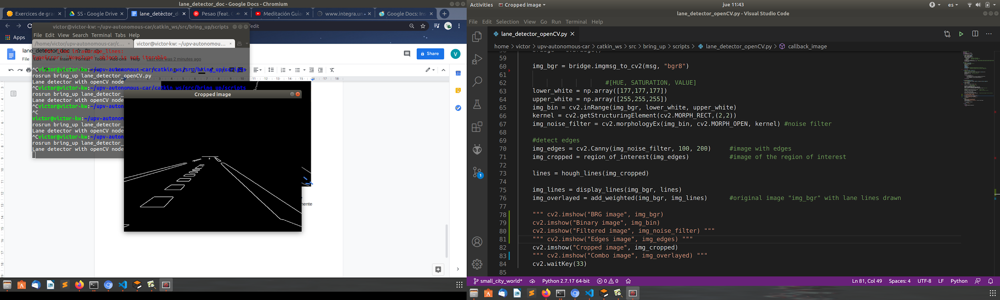 lane_detector_doc - Google Docs - Chromium
Exercices de gra
SS - Google Drive
lane_detector_d
Pesao (feat. C
Meditación Guia
www.integra.un
Google Docs: Ins
victor@victor-kw: ~/upv-autonomous-car/catkin_ws/src/bring_up/scripts
/edit
File Edit View Search Terminal Tabs Help
Apps
/home/victor/upv-autonomous-car/c...
victor@victor-kw: ~/upv-autonomou...
lane_detector_doc
for line in average_lines:
TypeError: 'NoneType' object is not iterable
File Edit View Insert Format Tools Add-ons Help Last edit was 2 minutes ago
Share
V
^Cvictor@victor-kw:~/upv-autonomous-car/catkin_ws/src/bring_up/scripts
rosrun bring_up lane_detector_openCV.py
Lane detector with openCV node
^Cvictor@victor-kw:~/upv-autonomous-car/catkin_ws/src/bring_up/scripts
rosrun bring_up lane_detector_
Lane detector with openCV node
^Cvictor@victor-kw:~/upv-autonom
^C
victor@victor-kw:~/upv-autonom
rosrun bring_up lane_detector_
Lane detector with openCV node
^Cvictor@victor-kw:~/upv-autonom
rosrun bring_up lane_detector_
Lane detector with openCV node
Cropped image
mente
Activities Cropped image
jue 11:43
es
lane_detector_openCV.py - Visual Studio Code
File Edit Selection View Go Run Terminal Help
lane_detector_openCV.py
home > victor > upv-autonomous-car > catkin_ws > src > bring_up > scripts > lane_detector_openCV.py > callback_image
59
60 img_bgr = bridge.imgmsg_to_cv2(msg, "bgr8")
61
62 #[HUE, SATURATION, VALUE]
63 lower_white = np.array([177,177,177])
64 upper_white = np.array([255,255,255])
65 img_bin = cv2.inRange(img_bgr, lower_white, upper_white)
66 kernel = cv2.getStructuringElement(cv2.MORPH_RECT,(2,2))
67 img_noise_filter = cv2.morphologyEx(img_bin, cv2.MORPH_OPEN, kernel) #noise filter
68
69 #detect edges
70 img_edges = cv2.Canny(img_noise_filter, 100, 200) #image with edges
71 img_cropped = region_of_interest(img_edges) #image of the region of interest
72
73 lines = hough_lines(img_cropped)
74
75 img_lines = display_lines(img_bgr, lines)
76 img_overlayed = add_weighted(img_bgr, img_lines) #original image "img_bgr" with lane lines drawn
77
78 """ cv2.imshow("BRG image", img_bgr)
79 cv2.imshow("Binary image", img_bin)
80 cv2.imshow("Filtered image", img_noise_filter) """
81 """ cv2.imshow("Edges image", img_edges) """
82 cv2.imshow("Cropped image", img_cropped)
83 """ cv2.imshow("Combo image", img_overlayed) """
84 cv2.waitKey(33)
85
1
small_city_world* Python 2.7.17 64-bit 0 0 Ln 81, Col 49 Spaces: 4 UTF-8 LF Python